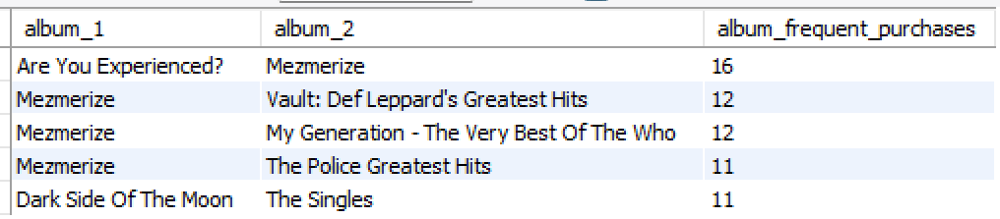 album_1 album_2 album_frequent_purchases
Are You Experienced? Mezmerize 16
Mezmerize Vault: Def Leppard's Greatest Hits 12
Mezmerize My Generation - The Very Best Of The Who 12
Mezmerize The Police Greatest Hits 11
Dark Side Of The Moon The Singles 11